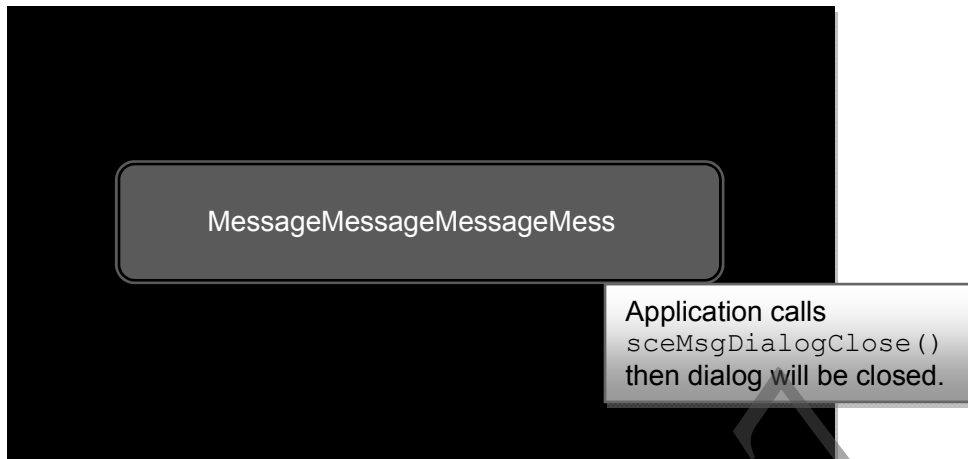 MessageMessageMessageMess
Application calls
sceMsgDialogClose()
then dialog will be closed.